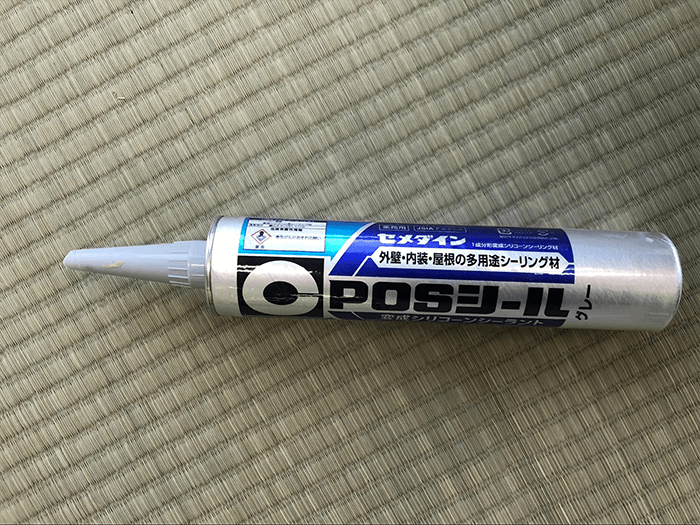 業務用
JSIA
セメダイン
1成分形変成シリコーンシーリング材
外壁・内装・屋根の多用途シーリング材
POSシール
グレー
変成シリコーンシーラント